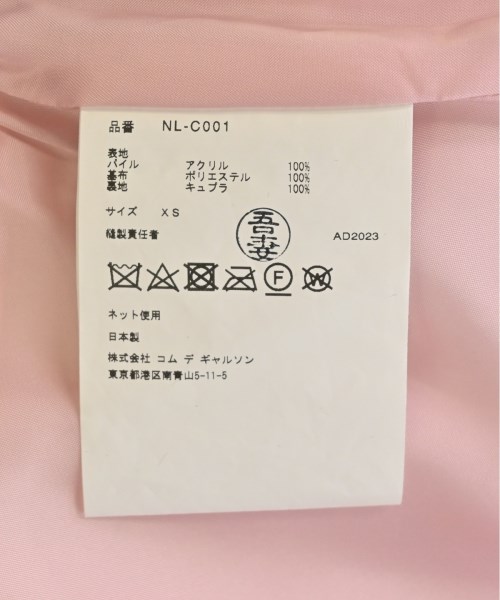 品番 NL-C001
表地
パイル アクリル 100%
基布 ポリエステル 100%
裏地 キュプラ 100%
サイズ XS
縫製責任者 吾妻 AD2023
F W
ネット使用
日本製
株式会社 コム デ ギャルソン
東京都港区南青山5-11-5